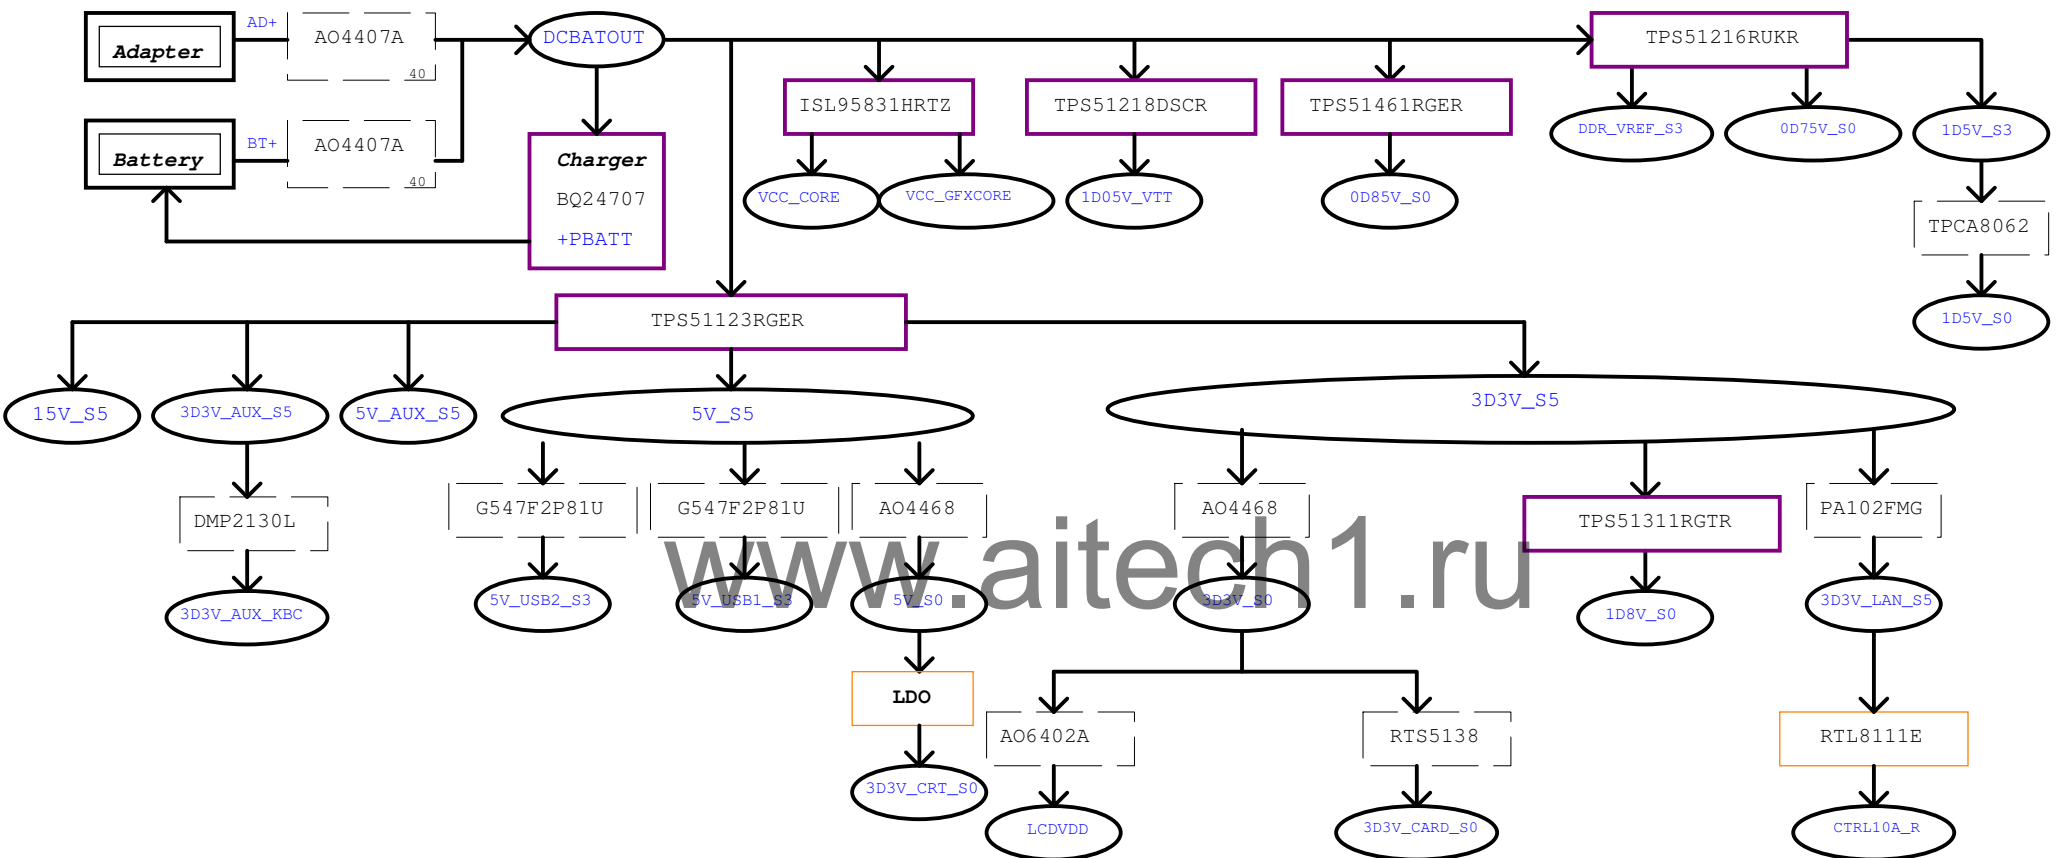 AD+
Adapter
AO4407A
40
DCBATOUT
TPS51216RUKR
BT+
Battery
AO4407A
40
Charger
BQ24707
+PBATT
ISL95831HRTZ
TPS51218DSCR
TPS51461RGER
VCC_CORE
VCC_GFXCORE
1D05V_VTT
0D85V_S0
DDR_VREF_S3
0D75V_S0
1D5V_S3
TPCA8062
1D5V_S0
TPS51123RGER
15V_S5
3D3V_AUX_S5
5V_AUX_S5
5V_S5
3D3V_S5
DMP2130L
G547F2P81U
G547F2P81U
AO4468
AO4468
TPS51311RGTR
PA102FMG
www.aitech1.ru
3D3V_AUX_KBC
5V_USB2_S3
5V_USB1_S3
5V_S0
3D3V_S0
1D8V_S0
3D3V_LAN_S5
LDO
AO6402A
RTS5138
RTL8111E
3D3V_CRT_S0
LCDVDD
3D3V_CARD_S0
CTRL10A_R